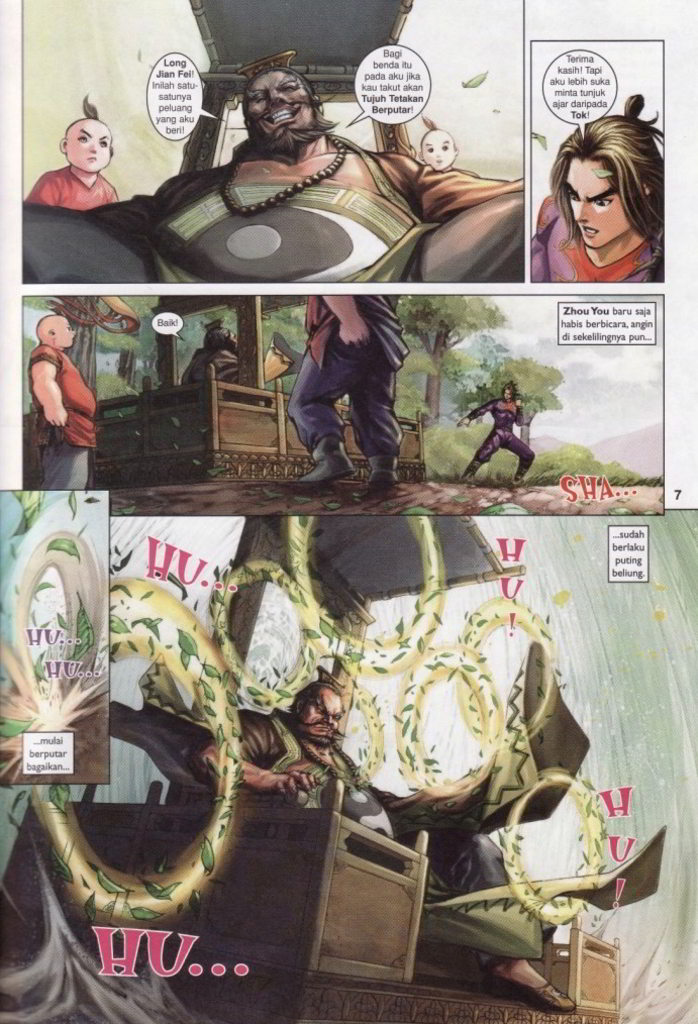 Long
Jian Fei!
Inilah satu-
satunya
peluang
yang aku
beri!
Bagi
benda itu
pada aku jika
kau takut akan
Tujuh Tetakan
Berputar!
Terima
kasih! Tapi
aku lebih suka
minta tunjuk
ajar daripada
Tok!
Baik!
Zhou You baru saja
habis berbicara, angin
di sekelilingnya pun...
SHA...
7
HU...
HU...
...mulai
berputar
bagaikan...
HU...
HU!
...sudah
berlaku
puting
beliung.
HU!
HU...